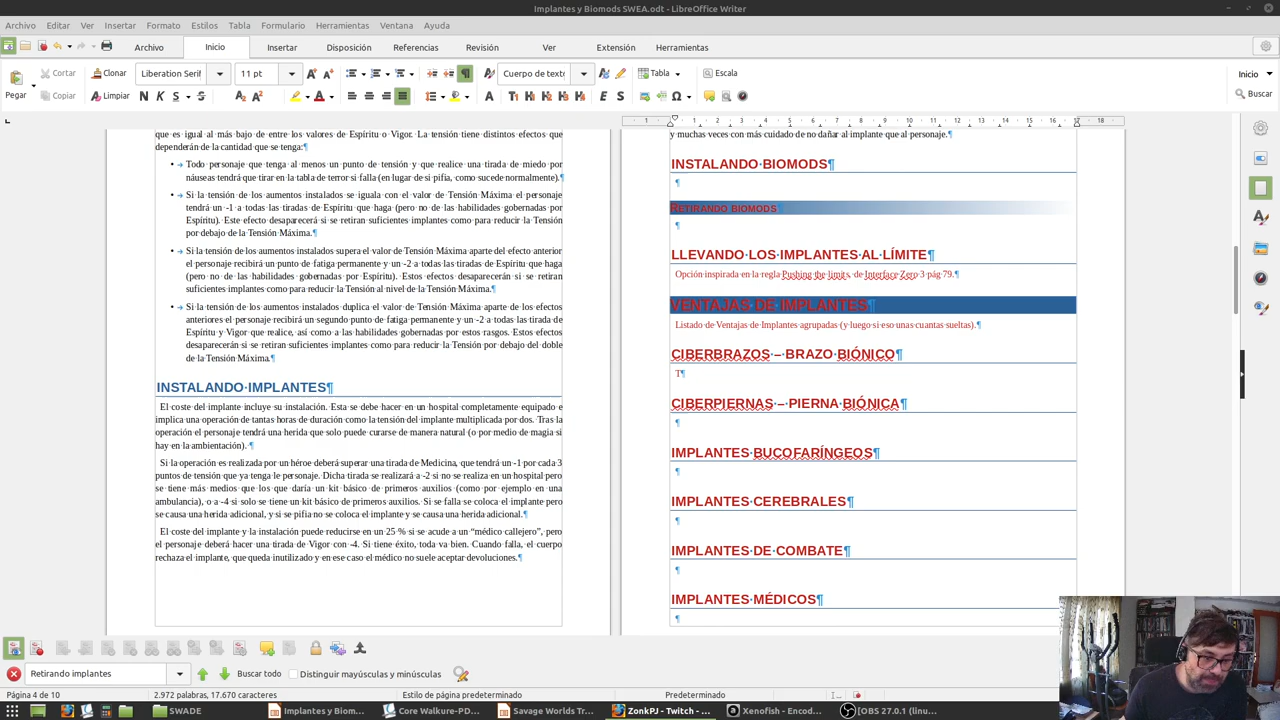 Implantes y Biomods SWEA.odt - LibreOffice Writer
Archivo Editar Ver Insertar Formato Estilos Tabla Formulario Herramientas Ventana Ayuda
Archivo Inicio Insertar Disposición Referencias Revisión Ver Extensión Herramientas
Cortar Clonar Liberation Serif 11 pt Cuerpo de texto Tabla Escala Inicio
Pegar Copiar Limpiar Buscar
1 1 2 3 4 5 6 7 8 9 10 11 12 13 14 15 16 17 18
que es igual al más bajo de entre los valores de Espíritu o Vigor. La tensión tiene distintos efectos que
dependerán de la cantidad que se tenga:¶
• Todo personaje que tenga al menos un punto de tensión y que realice una tirada de miedo por
náuseas tendrá que tirar en la tabla de terror si falla (en lugar de si pifia, como sucede normalmente).¶
• Si la tensión de los aumentos instalados se iguala con el valor de Tensión Máxima el personaje
tendrá un -1 a todas las tiradas de Espíritu que haga (pero no de las habilidades gobernadas por
Espíritu). Este efecto desaparecerá si se retiran suficientes implantes como para reducir la Tensión
por debajo de la Tensión Máxima.¶
• Si la tensión de los aumentos instalados supera el valor de Tensión Máxima aparte del efecto anterior
el personaje recibirá un punto de fatiga permanente y un -2 a todas las tiradas de Espíritu que haga
(pero no de las habilidades gobernadas por Espíritu). Estos efectos desaparecerán si se retiran
suficientes implantes como para reducir la Tensión al nivel de la Tensión Máxima.¶
• Si la tensión de los aumentos instalados duplica el valor de Tensión Máxima aparte de los efectos
anteriores el personaje recibirá un segundo punto de fatiga permanente y un -2 a las tiradas de
Espíritu y Vigor que realice, así como a las habilidades gobernadas por estos rasgos. Estos efectos
desaparecerán si se retiran suficientes implantes como para reducir la Tensión por debajo del doble
de la Tensión Máxima.¶
INSTALANDO IMPLANTES¶
El coste del implante incluye su instalación. Esta se debe hacer en un hospital completamente equipado e
implica una operación de tantas horas de duración como la tensión del implante multiplicada por dos. Tras la
operación el personaje tendrá una herida que solo puede curarse de manera natural (o por medio de magia si
hay en la ambientación). ¶
Si la operación es realizada por un héroe deberá superar una tirada de Medicina, que tendrá un -1 por cada 3
puntos de tensión que ya tenga le personaje. Dicha tirada se realizará a -2 si no se realiza en un hospital pero
se tiene más medios que los que daría un kit básico de primeros auxilios (como por ejemplo en una
ambulancia), o a -4 si solo se tiene un kit básico de primeros auxilios. Si se falla se coloca el implante pero
se causa una herida adicional, y si se pifia no se coloca el implante y se causa una herida adicional.¶
El coste del implante y la instalación puede reducirse en un 25 % si se acude a un “médico callejero”, pero
el personaje deberá hacer una tirada de Vigor con -4. Si tiene éxito, toda va bien. Cuando falla, el cuerpo
rechaza el implante, que queda inutilizado y en ese caso el médico no suele aceptar devoluciones.¶
y muchas veces con más cuidado de no dañar al implante que al personaje.¶
INSTALANDO BIOMODS¶
¶
RETIRANDO BIOMODS¶
¶
LLEVANDO LOS IMPLANTES AL LÍMITE¶
Opción inspirada en la regla Pushing the limits, de Interface Zero 3 pág 79.¶
VENTAJAS DE IMPLANTES¶
Listado de Ventajas de Implantes agrupadas (y luego si eso unas cuantas sueltas).¶
CIBERBRAZOS – BRAZO BIÓNICO¶
T¶
CIBERPIERNAS – PIERNA BIÓNICA¶
¶
IMPLANTES BUCOFARÍNGEOS¶
¶
IMPLANTES CEREBRALES¶
¶
IMPLANTES DE COMBATE¶
¶
IMPLANTES MÉDICOS¶
¶
Retirando implantes Buscar todo Distinguir mayúsculas y minúsculas
Página 4 de 10 2.972 palabras, 17.670 caracteres Estilo de página predeterminado Predeterminado
SWADE Implantes y Biom... Core Walkure-PD... Savage Worlds Tr... ZonkPJ - Twitch - ... Xenofish - Encod... [OBS 27.0.1 (linu...